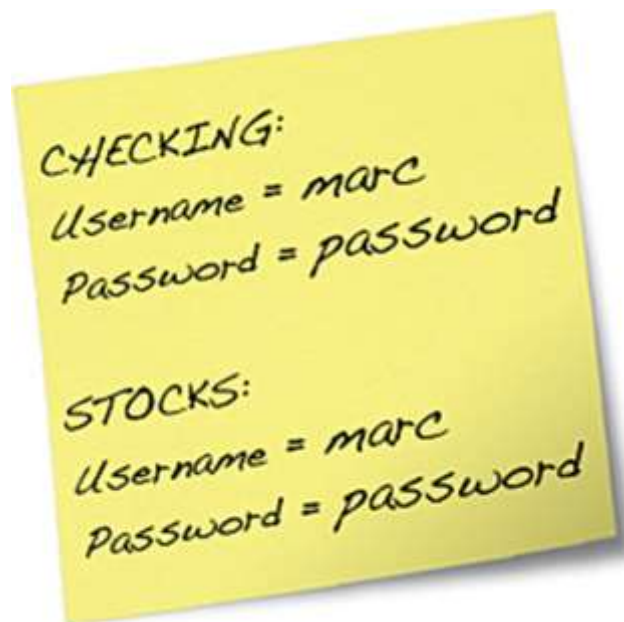 CHECKING:
Username = marc
Password = password
STOCKS:
Username = marc
Password = password